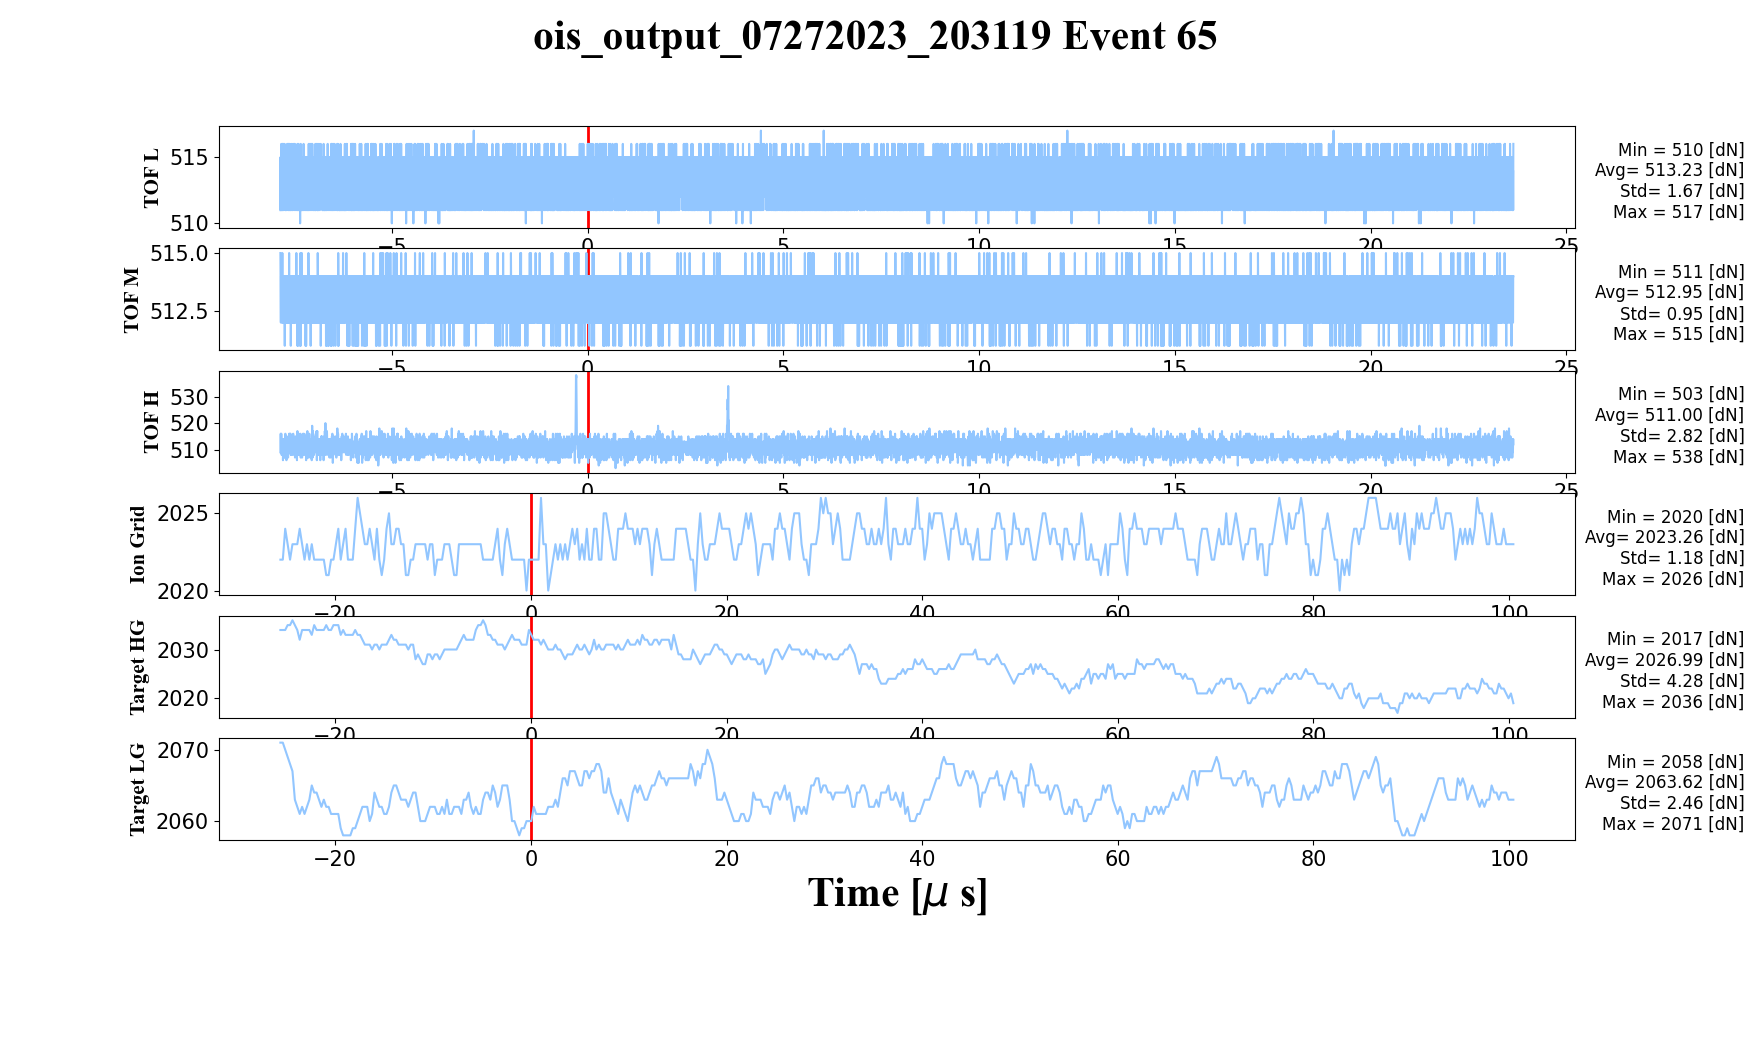 ois_output_07272023_203119 Event 65
TOF L
515
510
Min = 510 [dN]
Avg= 513.23 [dN]
Std= 1.67 [dN]
Max = 517 [dN]
−5 0 5 10 15 20 25
TOF M
515.0
512.5
Min = 511 [dN]
Avg= 512.95 [dN]
Std= 0.95 [dN]
Max = 515 [dN]
−5 0 5 10 15 20 25
TOF H
530
520
510
Min = 503 [dN]
Avg= 511.00 [dN]
Std= 2.82 [dN]
Max = 538 [dN]
−5 0 5 10 15 20 25
Ion Grid
2025
2020
Min = 2020 [dN]
Avg= 2023.26 [dN]
Std= 1.18 [dN]
Max = 2026 [dN]
−20 0 20 40 60 80 100
Target HG
2030
2020
Min = 2017 [dN]
Avg= 2026.99 [dN]
Std= 4.28 [dN]
Max = 2036 [dN]
−20 0 20 40 60 80 100
Target LG
2070
2060
Min = 2058 [dN]
Avg= 2063.62 [dN]
Std= 2.46 [dN]
Max = 2071 [dN]
−20 0 20 40 60 80 100
Time [μ s]